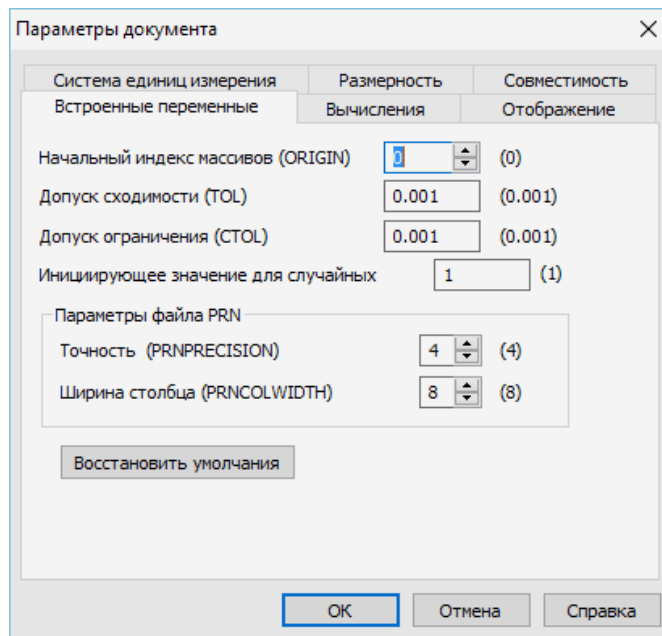 Параметры документа
Система единиц измерения Размерность Совместимость
Встроенные переменные Вычисления Отображение
Начальный индекс массивов (ORIGIN) 0 (0)
Допуск сходимости (TOL) 0.001 (0.001)
Допуск ограничения (CTOL) 0.001 (0.001)
Инициирующее значение для случайных 1 (1)
Параметры файла PRN
Точность (PRNPRECISION) 4 (4)
Ширина столбца (PRNCOLWIDTH) 8 (8)
Восстановить умолчания
OK Отмена Справка